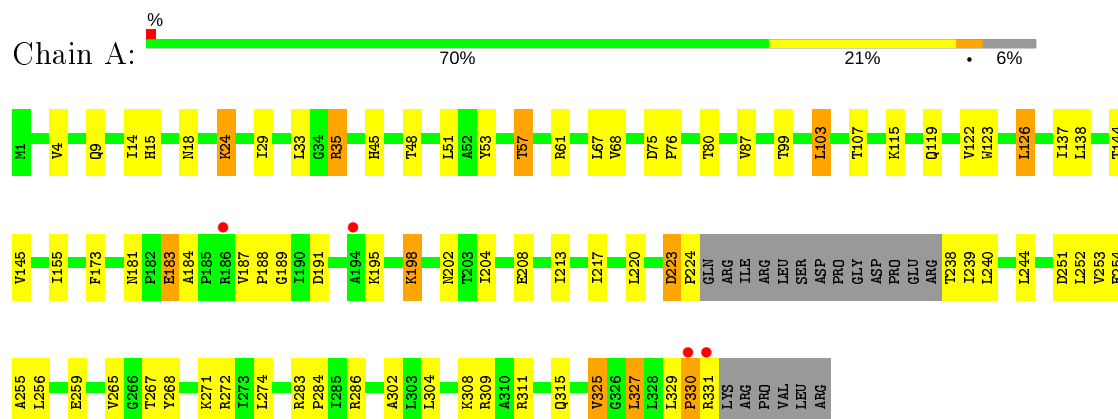 %
Chain A:
70% 21% • 6%
M1 V4 Q9 I14 H15 N18 K24 I29 L33 G34 R35 H45 T48 L51 A52 Y53 T57 R61 L67 V68 D75 P76 T80 V87 T99 L103 T107 K115 Q119 V122 W123 L126 I137 L138 T144
V145 I155 F173 N181 P182 E183 A184 P185 R186 V187 P188 G189 I190 D191 A194 K195 K198 N202 T203 I204 E208 I213 I217 L220 D223 P224 GLN ARG ILE ARG LEU SER ASP PRO GLY ASP PRO GLU ARG T238 I239 L240 L244 D251 L252 V253 E254
A255 L256 E259 V265 G266 T267 Y268 K271 R272 I273 L274 R283 P284 I285 R286 A302 L303 L304 K308 R309 A310 R311 Q315 V325 G326 L327 L328 L329 P330 R331 LYS ARG PRO VAL LEU ARG